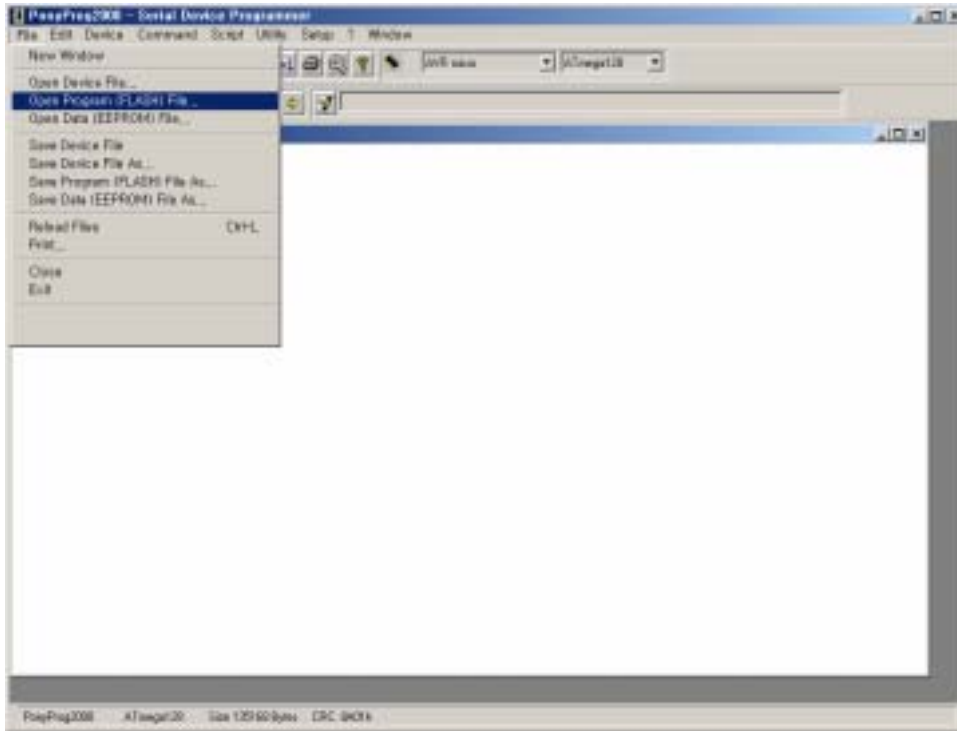 PonyProg2000 - Serial Device Programmer
File Edit Device Command Script Utility Setup ? Window
New Window
AVR micro ATmega128
Open Device File...
Open Program (FLASH) File...
Open Data (EEPROM) File...
Save Device File
Save Device File As...
Save Program (FLASH) File As...
Save Data (EEPROM) File As...
Reload Files Ctrl+L
Print...
Close
Exit
PonyProg2000 ATmega128 Size 135168 Bytes CRC